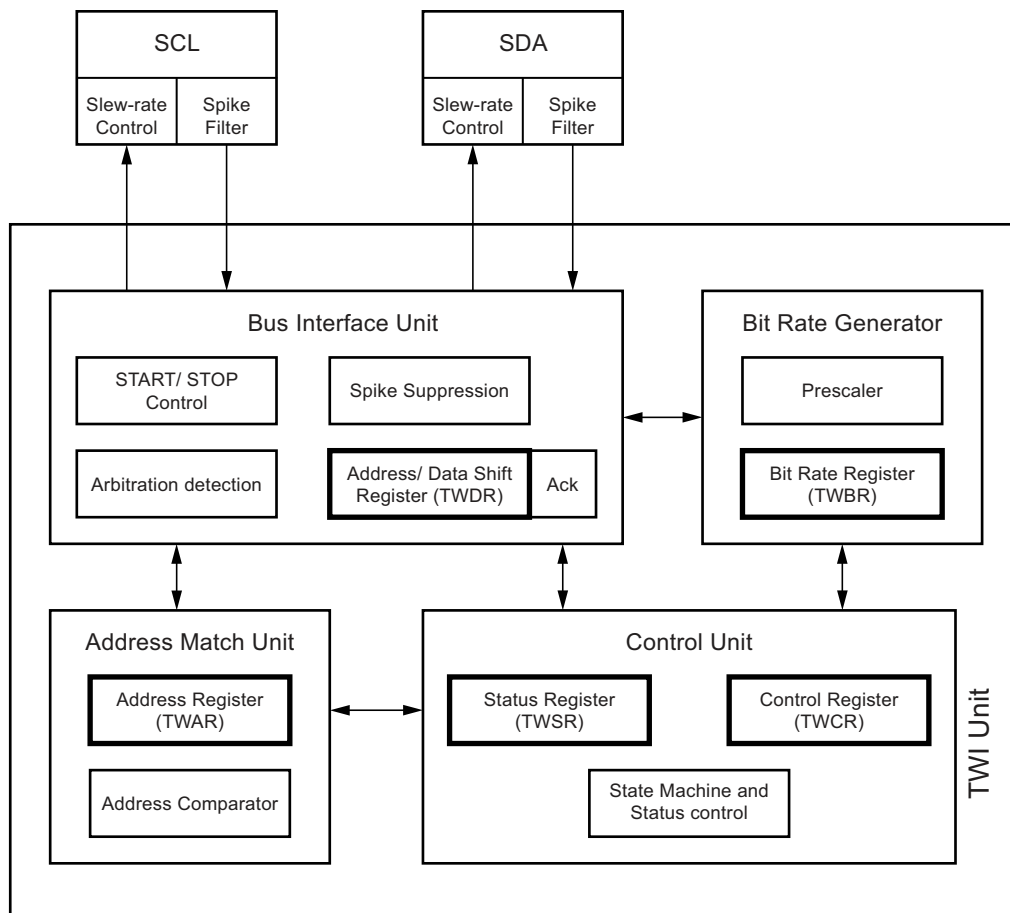 SCL
Slew-rate
Control
Spike
Filter
SDA
Slew-rate
Control
Spike
Filter
Bus Interface Unit
START/ STOP
Control
Spike Suppression
Arbitration detection
Address/ Data Shift
Register (TWDR)
Ack
Bit Rate Generator
Prescaler
Bit Rate Register
(TWBR)
Address Match Unit
Address Register
(TWAR)
Address Comparator
Control Unit
Status Register
(TWSR)
Control Register
(TWCR)
State Machine and
Status control
TWI Unit